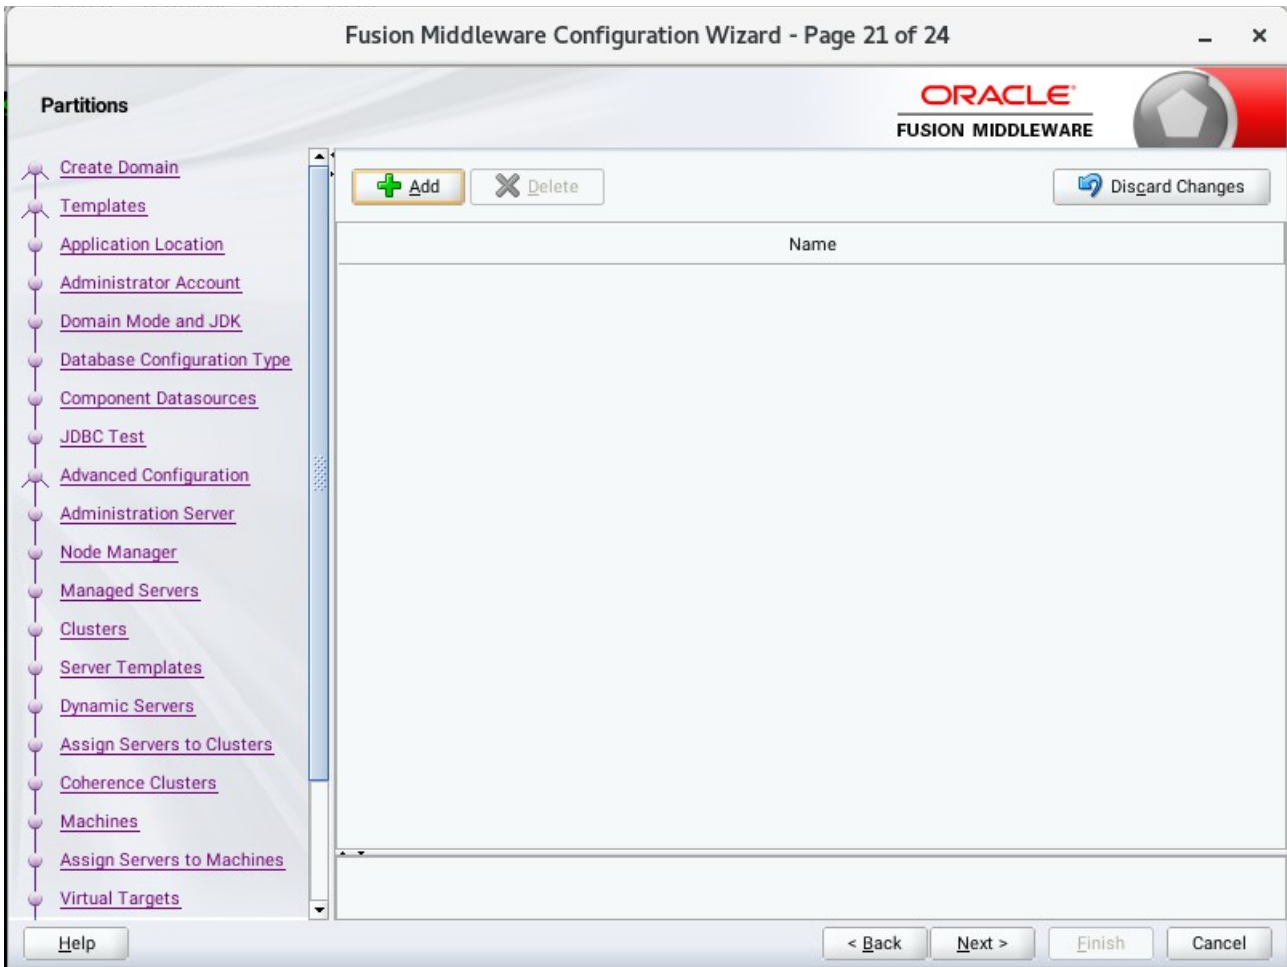 Fusion Middleware Configuration Wizard - Page 21 of 24
Partitions
ORACLE
FUSION MIDDLEWARE
Create Domain
Templates
Application Location
Administrator Account
Domain Mode and JDK
Database Configuration Type
Component Datasources
JDBC Test
Advanced Configuration
Administration Server
Node Manager
Managed Servers
Clusters
Server Templates
Dynamic Servers
Assign Servers to Clusters
Coherence Clusters
Machines
Assign Servers to Machines
Virtual Targets
Add Delete Discard Changes
Name
Help < Back Next > Finish Cancel